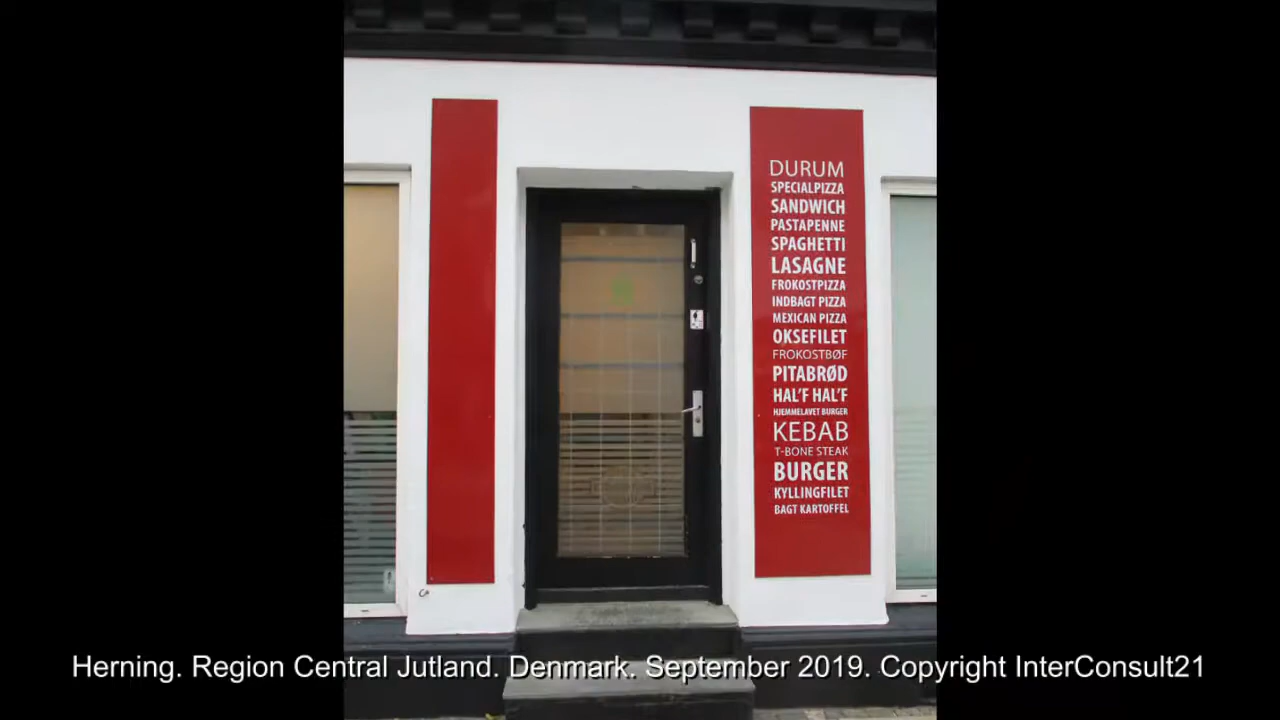 DURUM
SPECIALPIZZA
SANDWICH
PASTAPENNE
SPAGHETTI
LASAGNE
FROKOSTPIZZA
INDBAGT PIZZA
MEXICAN PIZZA
OKSEFILET
FROKOSTBØF
PITABRØD
HAL'F HAL'F
HJEMMELAVET BURGER
KEBAB
T-BONE STEAK
BURGER
KYLLINGFILET
BAGT KARTOFFEL
Herning. Region Central Jutland. Denmark. September 2019. Copyright InterConsult21